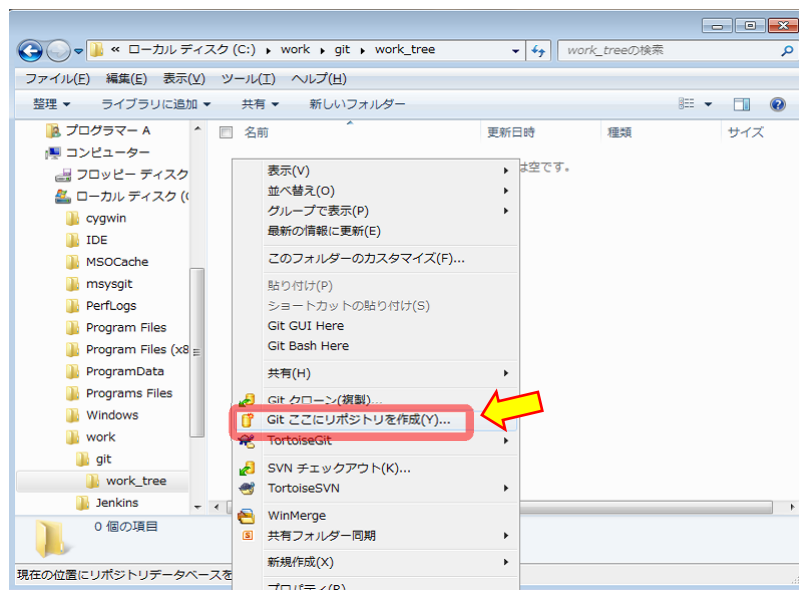 « ローカル ディスク (C:) ▸ work ▸ git ▸ work_tree
work_treeの検索
ファイル(F) 編集(E) 表示(V) ツール(T) ヘルプ(H)
整理 ライブラリに追加 共有 新しいフォルダー
プログラマー A
コンピューター
フロッピー ディスク
ローカル ディスク (
cygwin
IDE
MSOCache
msysgit
PerfLogs
Program Files
Program Files (x8
ProgramData
Programs Files
Windows
work
git
work_tree
Jenkins
名前 更新日時 種類 サイズ
は空です。
表示(V)
並べ替え(O)
グループで表示(P)
最新の情報に更新(E)
このフォルダーのカスタマイズ(F)...
貼り付け(P)
ショートカットの貼り付け(S)
Git GUI Here
Git Bash Here
共有(H)
Git クローン(複製)...
Git ここにリポジトリを作成(Y)...
TortoiseGit
SVN チェックアウト(K)...
TortoiseSVN
WinMerge
共有フォルダー同期
新規作成(X)
プロパティ(R)
0 個の項目
現在の位置にリポジトリデータベースを